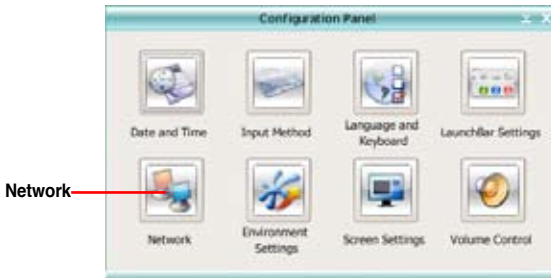 Configuration Panel
Date and Time
Input Method
Language and
Keyboard
LaunchBar Settings
Network
Network
Environment
Settings
Screen Settings
Volume Control